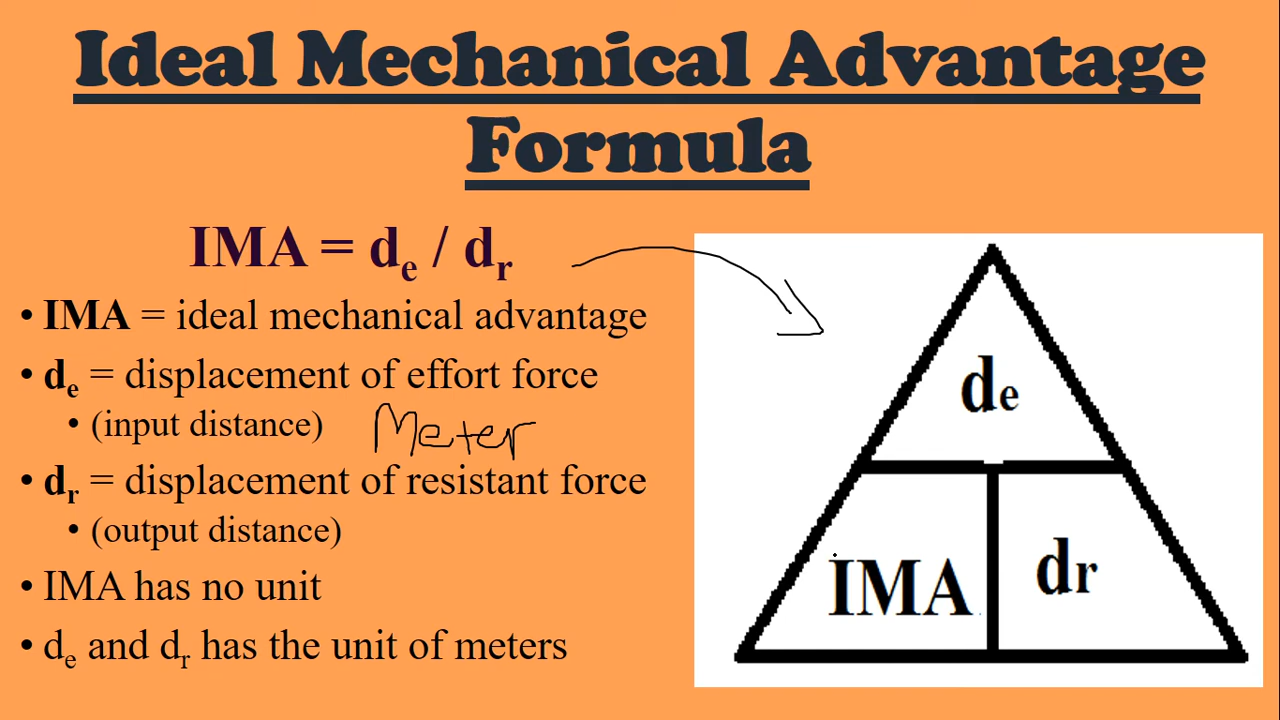 Ideal Mechanical Advantage
Formula
IMA = de / dr
• IMA = ideal mechanical advantage
• de = displacement of effort force
• (input distance) Meter
• dr = displacement of resistant force
• (output distance)
• IMA has no unit
• de and dr has the unit of meters
de
IMA dr